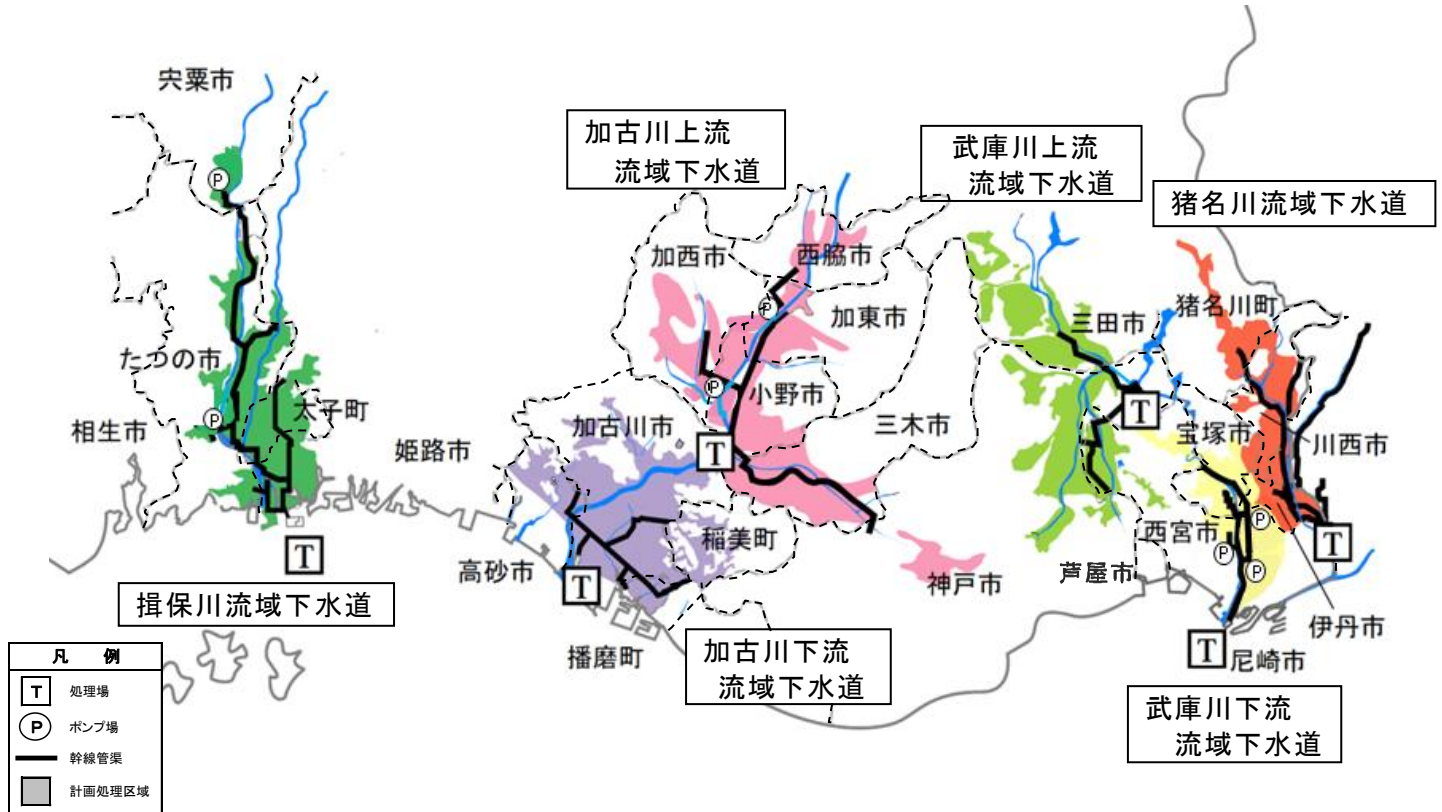 宍粟市
加古川上流
流域下水道
武庫川上流
流域下水道
猪名川流域下水道
P
加西市
西脇市
猪名川町
P
加東市
三田市
たつの市
P
小野市
T
太子町
加古川市
三木市
宝塚市
川西市
P
相生市
姫路市
T
P
西宮市
P
P
T
稲美町
芦屋市
T
高砂市
T
神戸市
揖保川流域下水道
伊丹市
播磨町
加古川下流
流域下水道
T
尼崎市
武庫川下流
流域下水道
凡 例
T 処理場
P ポンプ場
幹線管渠
計画処理区域